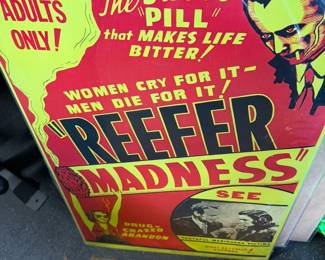 ADULTS
ONLY!
The
"PILL"
that MAKES LIFE
BITTER!
WOMEN CRY FOR IT-
MEN DIE FOR IT!
"REEFER
MADNESS"
SEE
DRUG-
CRAZED
ABANDON